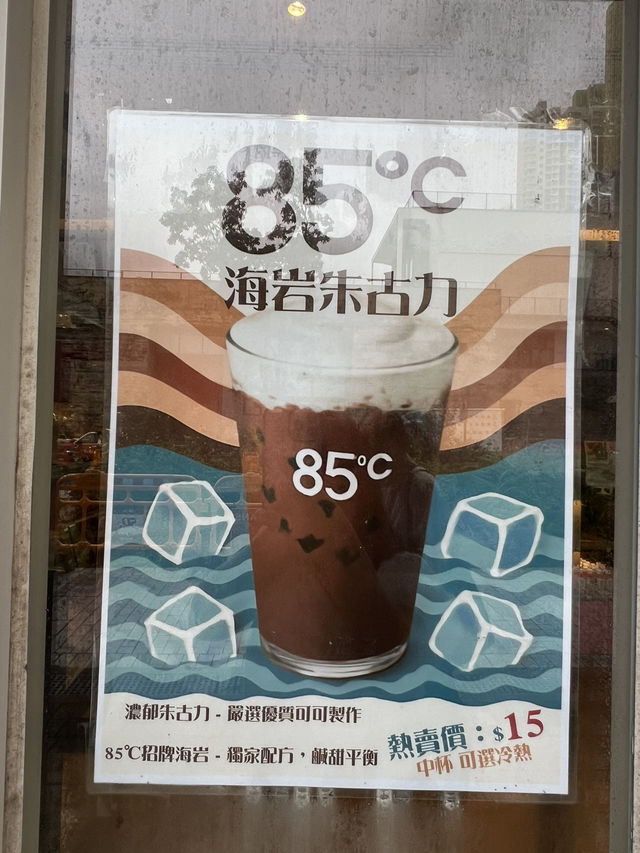 85°C
海岩朱古力
85°C
濃郁朱古力 - 嚴選優質可可製作
85°C招牌海岩 - 獨家配方，鹹甜平衡
熱賣價：$15
中杯 可選冷熱